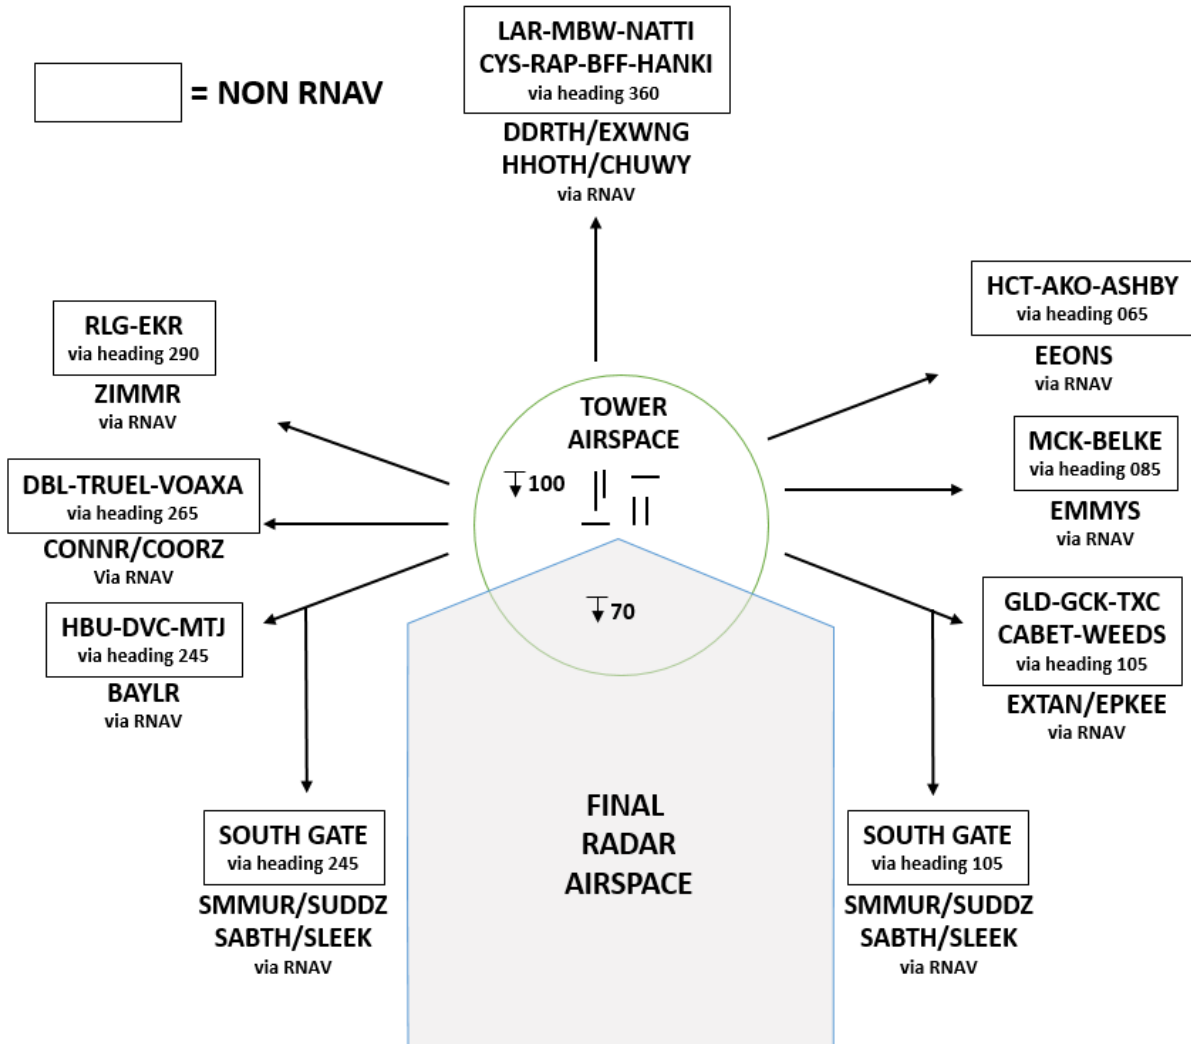 LAR-MBW-NATTI
CYS-RAP-BFF-HANKI
via heading 360
= NON RNAV
DDRTH/EXWNG
HHOTH/CHUWY
via RNAV
HCT-AKO-ASHBY
via heading 065
EEONS
via RNAV
RLG-EKR
via heading 290
ZIMMR
via RNAV
TOWER
AIRSPACE
100
MCK-BELKE
via heading 085
EMMYS
via RNAV
DBL-TRUEL-VOAXA
via heading 265
CONNR/COORZ
Via RNAV
HBU-DVC-MTJ
via heading 245
BAYLR
via RNAV
70
GLD-GCK-TXC
CABET-WEEDS
via heading 105
EXTAN/EPKEE
via RNAV
FINAL
RADAR
AIRSPACE
SOUTH GATE
via heading 245
SMMUR/SUDDZ
SABTH/SLEEK
via RNAV
SOUTH GATE
via heading 105
SMMUR/SUDDZ
SABTH/SLEEK
via RNAV